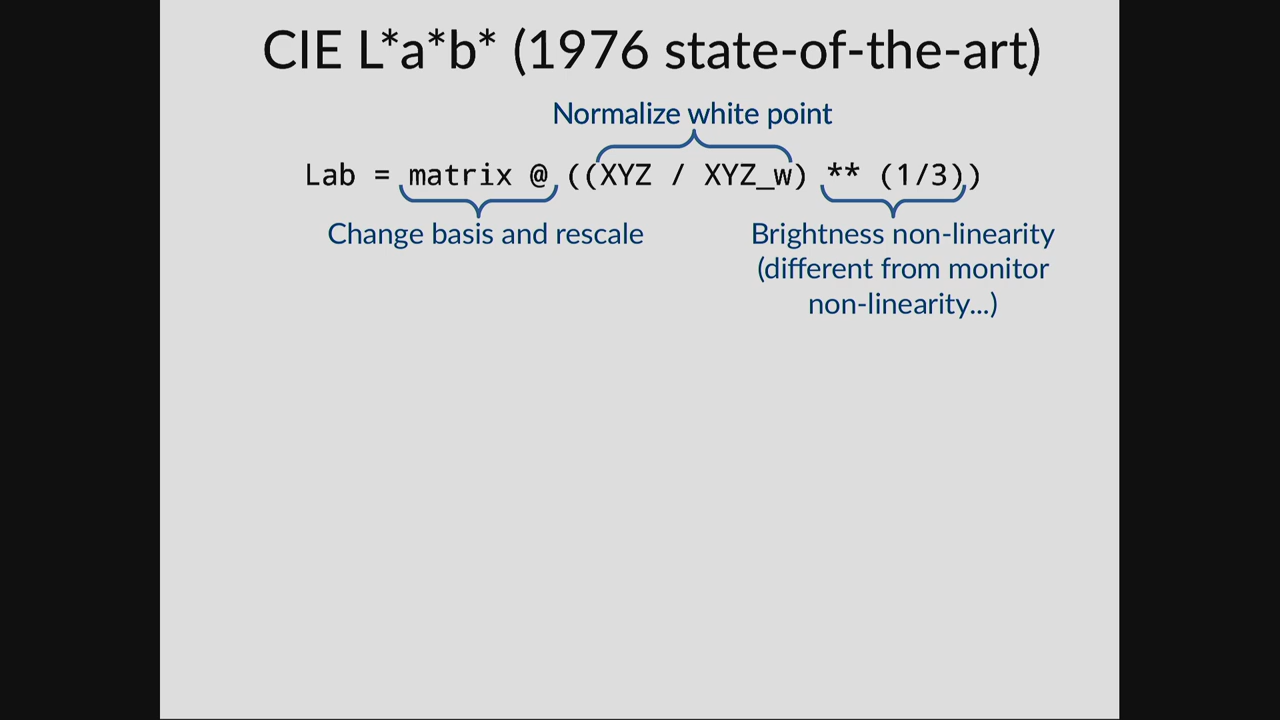 CIE L*a*b* (1976 state-of-the-art)
Normalize white point
Lab = matrix @ ((XYZ / XYZ_w) ** (1/3))
Change basis and rescale
Brightness non-linearity
(different from monitor
non-linearity...)